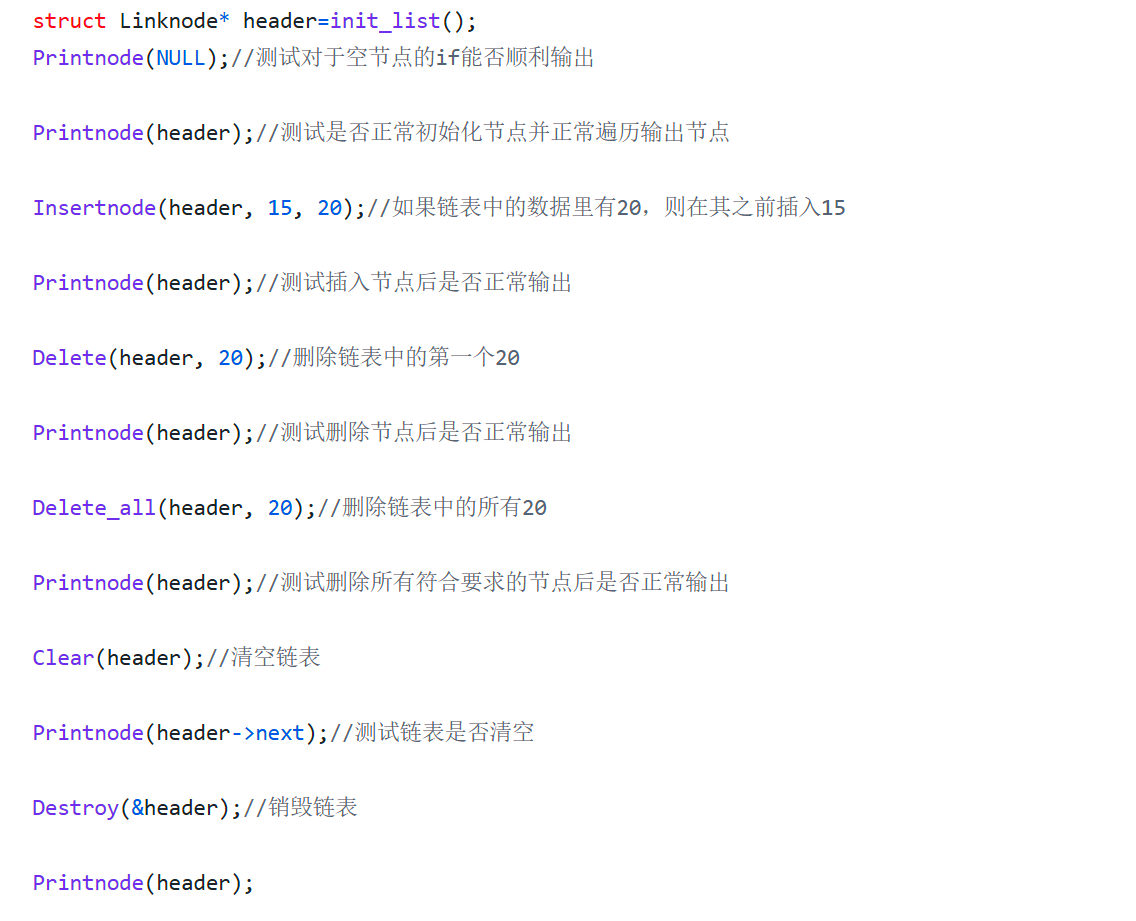 struct Linknode* header=init_list();
Printnode(NULL);//测试对于空节点的if能否顺利输出
Printnode(header);//测试是否正常初始化节点并正常遍历输出节点
Insertnode(header, 15, 20);//如果链表中的数据里有20，则在其之前插入15
Printnode(header);//测试插入节点后是否正常输出
Delete(header, 20);//删除链表中的第一个20
Printnode(header);//测试删除节点后是否正常输出
Delete_all(header, 20);//删除链表中的所有20
Printnode(header);//测试删除所有符合要求的节点后是否正常输出
Clear(header);//清空链表
Printnode(header->next);//测试链表是否清空
Destroy(&header);//销毁链表
Printnode(header);